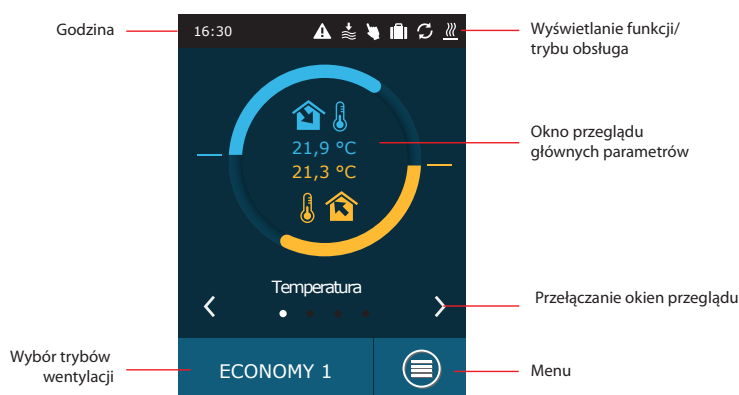 Godzina
16:30
Wyświetlanie funkcji/
trybu obsługa
21,9 °C
21,3 °C
Okno przeglądu
głównych parametrów
Temperatura
Przełączanie okien przeglądu
Wybór trybów
wentylacji
ECONOMY 1
Menu